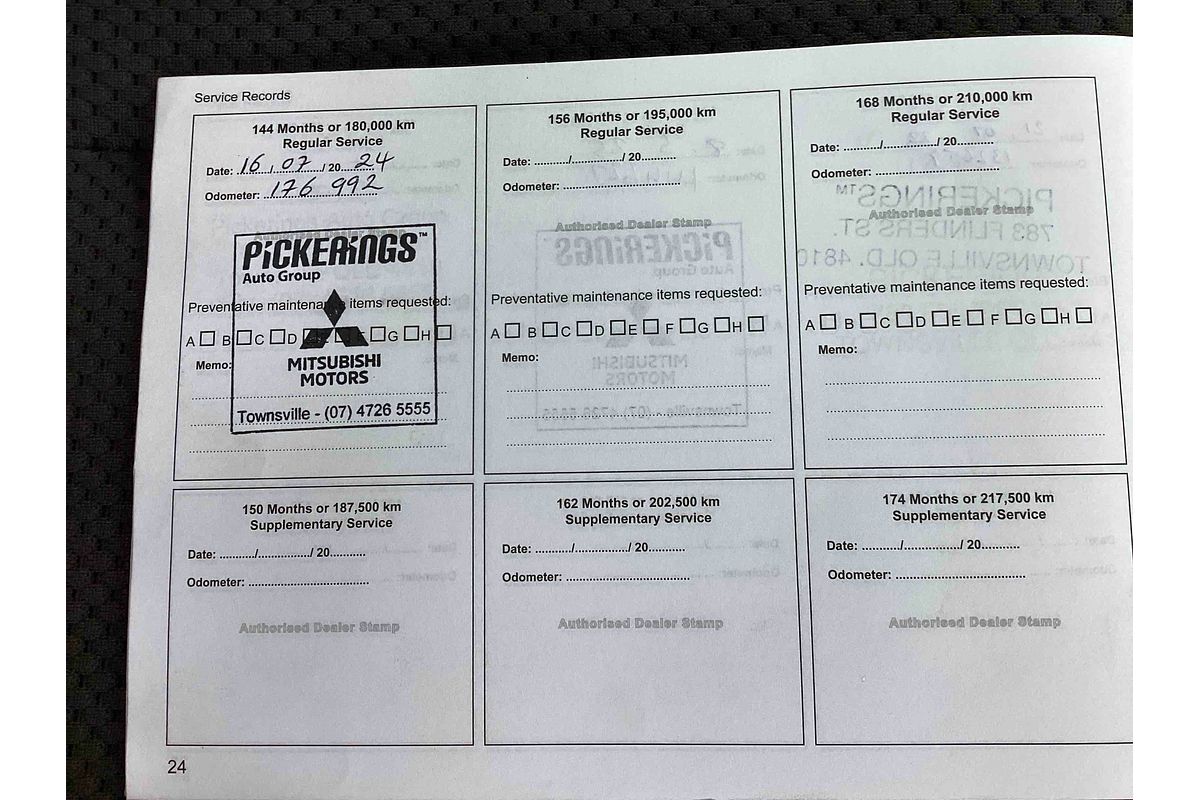 Service Records
144 Months or 180,000 km
Regular Service
Date: 16 / 07 / 20 24
Odometer: 176 992
Authorised Dealer Stamp
PiCKERiNGS™
Auto Group
Preventative maintenance items requested:
A B C D G H
Memo:
MITSUBISHI
MOTORS
Townsville - (07) 4726 5555
156 Months or 195,000 km
Regular Service
Date: ........../................/ 20..........
Odometer: ...................................
Authorised Dealer Stamp
Preventative maintenance items requested:
A B C D E F G H
Memo:
168 Months or 210,000 km
Regular Service
Date: ........../................/ 20..........
Odometer: ...................................
Authorised Dealer Stamp
Preventative maintenance items requested:
A B C D E F G H
Memo:
150 Months or 187,500 km
Supplementary Service
Date: ........../................/ 20..........
Odometer: ...................................
Authorised Dealer Stamp
162 Months or 202,500 km
Supplementary Service
Date: ........../................/ 20..........
Odometer: ...................................
Authorised Dealer Stamp
174 Months or 217,500 km
Supplementary Service
Date: ........../................/ 20..........
Odometer: ...................................
Authorised Dealer Stamp
24